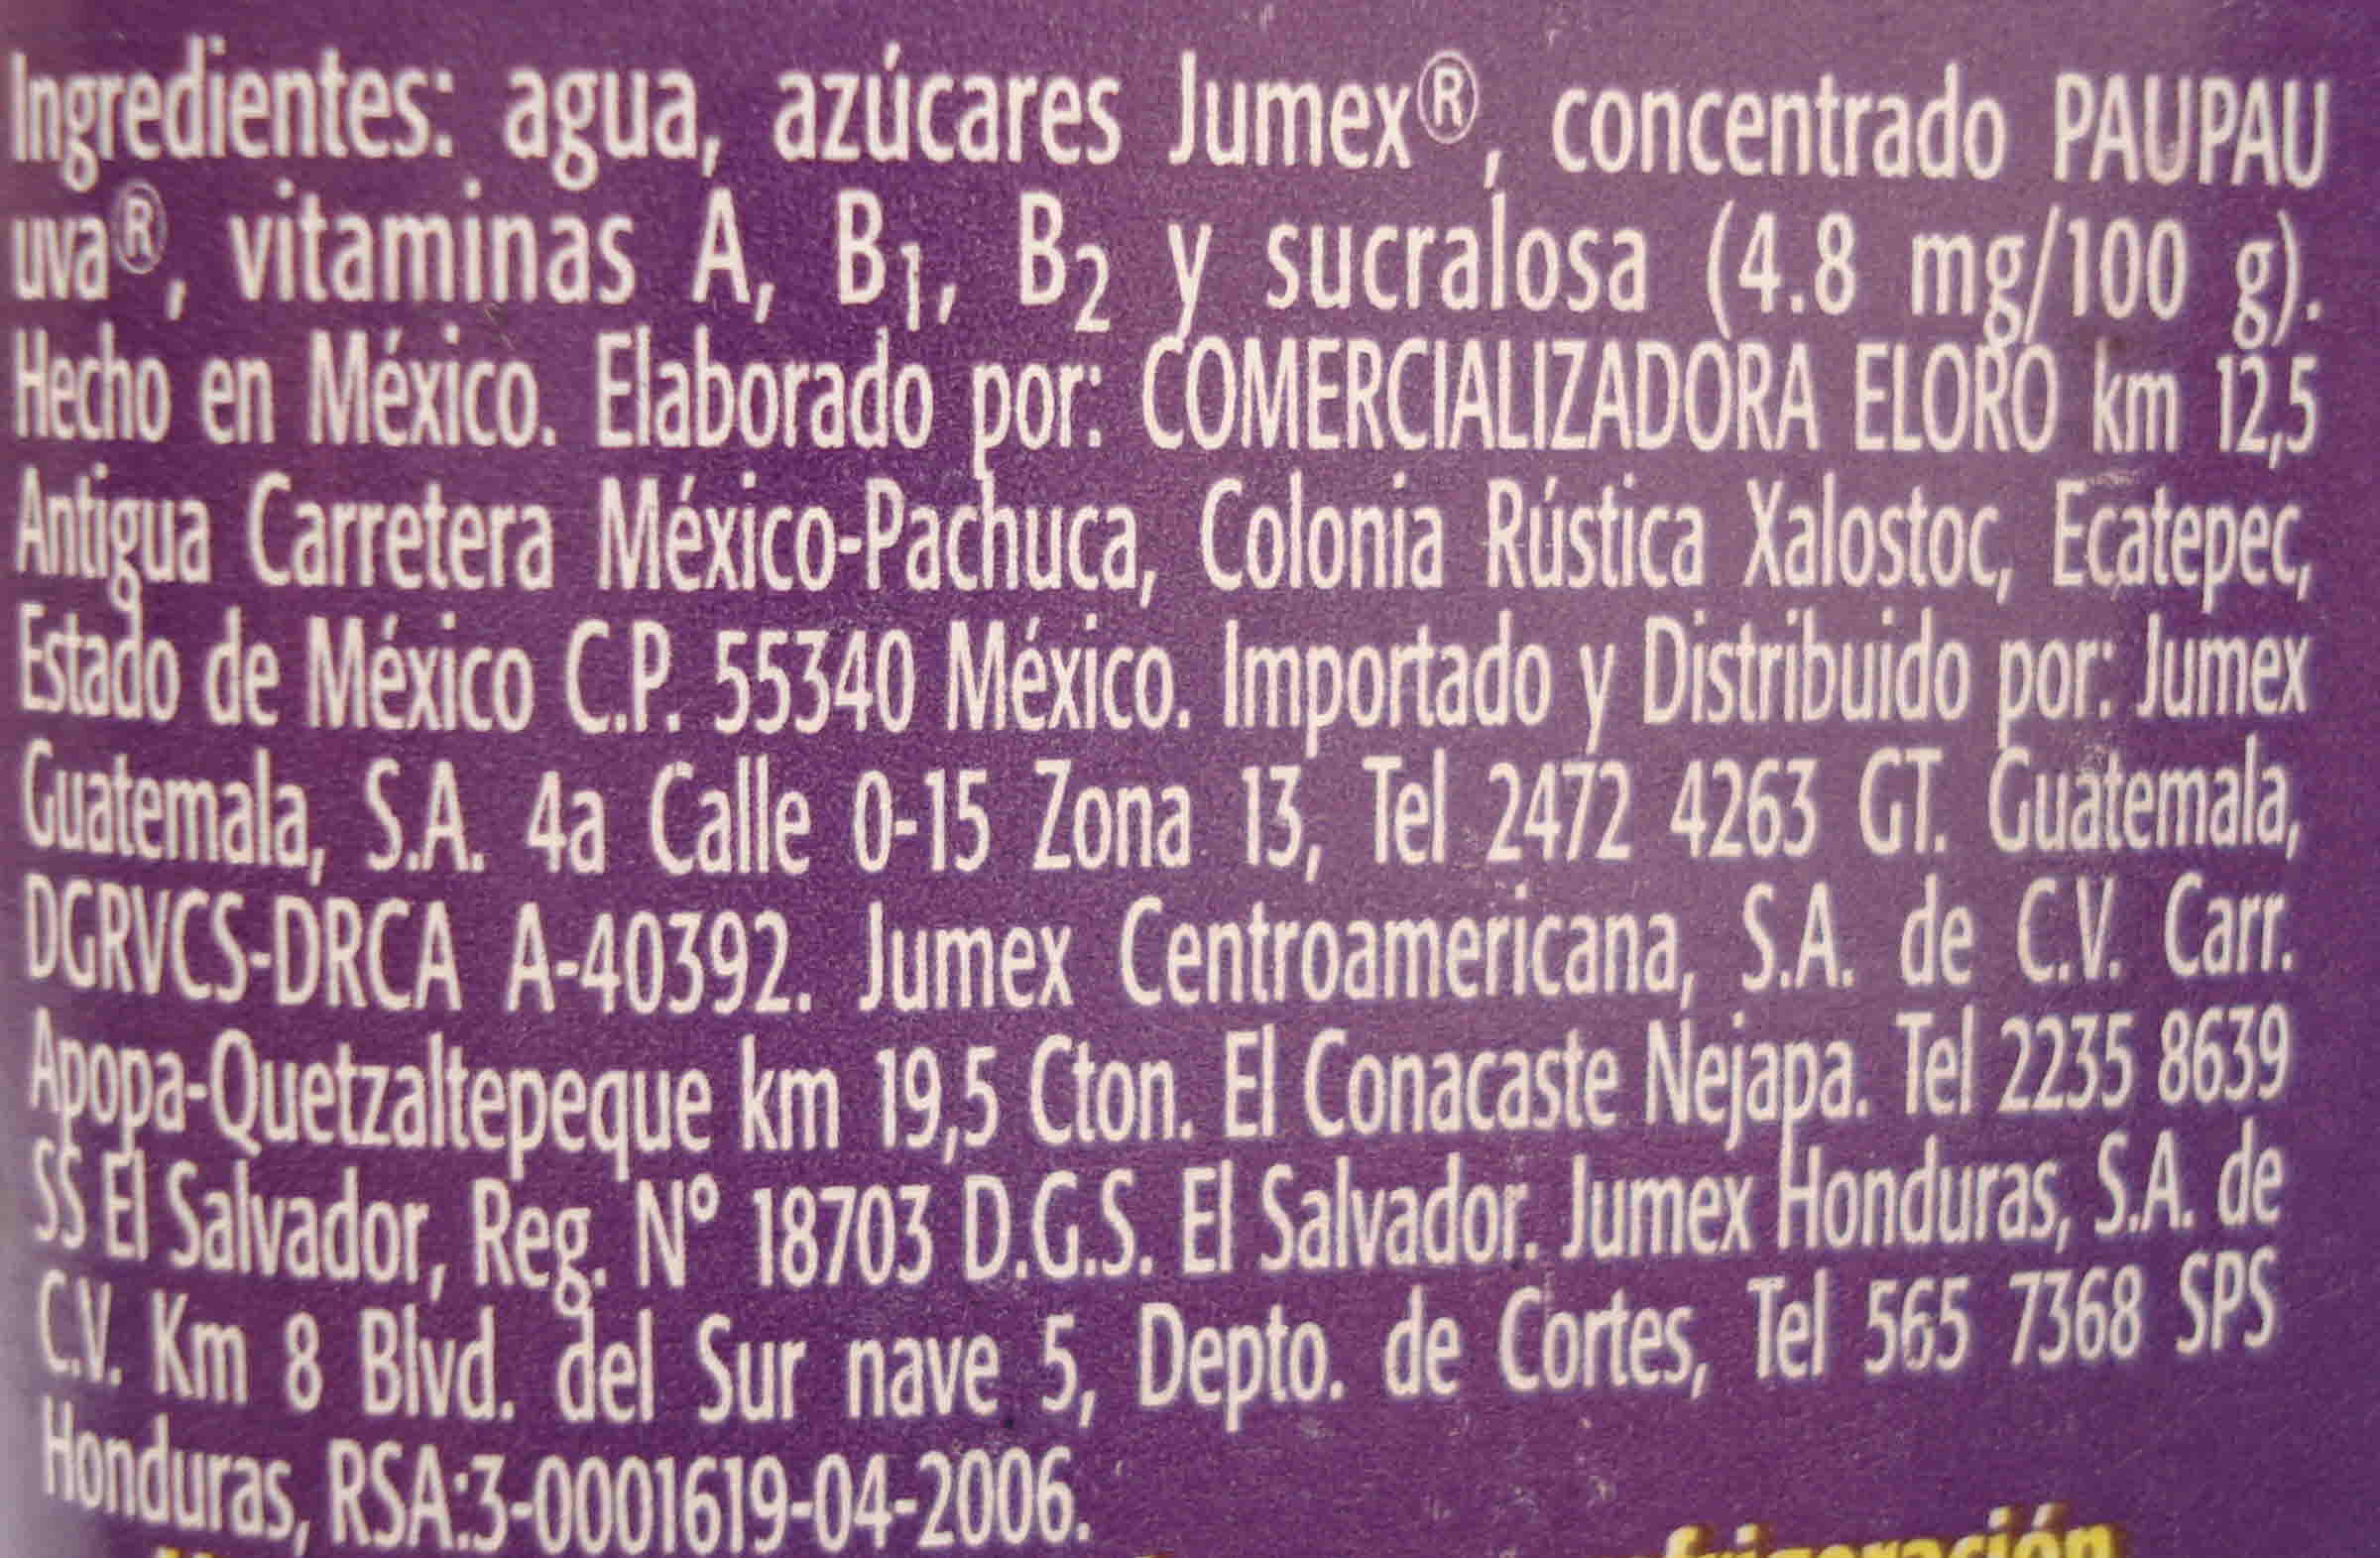 Ingredientes: agua, azúcares Jumex®, concentrado PAUPAU
uva®, vitaminas A, B₁, B₂ y sucralosa (4.8 mg/100 g).
Hecho en México. Elaborado por: COMERCIALIZADORA ELORO km 12,5
Antigua Carretera México-Pachuca, Colonia Rústica Xalostoc, Ecatepec,
Estado de México C.P. 55340 México. Importado y Distribuido por: Jumex
Guatemala, S.A. 4a Calle 0-15 Zona 13, Tel 2472 4263 GT. Guatemala,
DGRVCS-DRCA A-40392. Jumex Centroamericana, S.A. de C.V. Carr.
Apopa-Quetzaltepeque km 19,5 Cton. El Conacaste Nejapa. Tel 2235 8639
SS El Salvador, Reg. N° 18703 D.G.S. El Salvador. Jumex Honduras, S.A. de
C.V. Km 8 Blvd. del Sur nave 5, Depto. de Cortes, Tel 565 7368 SPS
Honduras, RSA:3-0001619-04-2006.